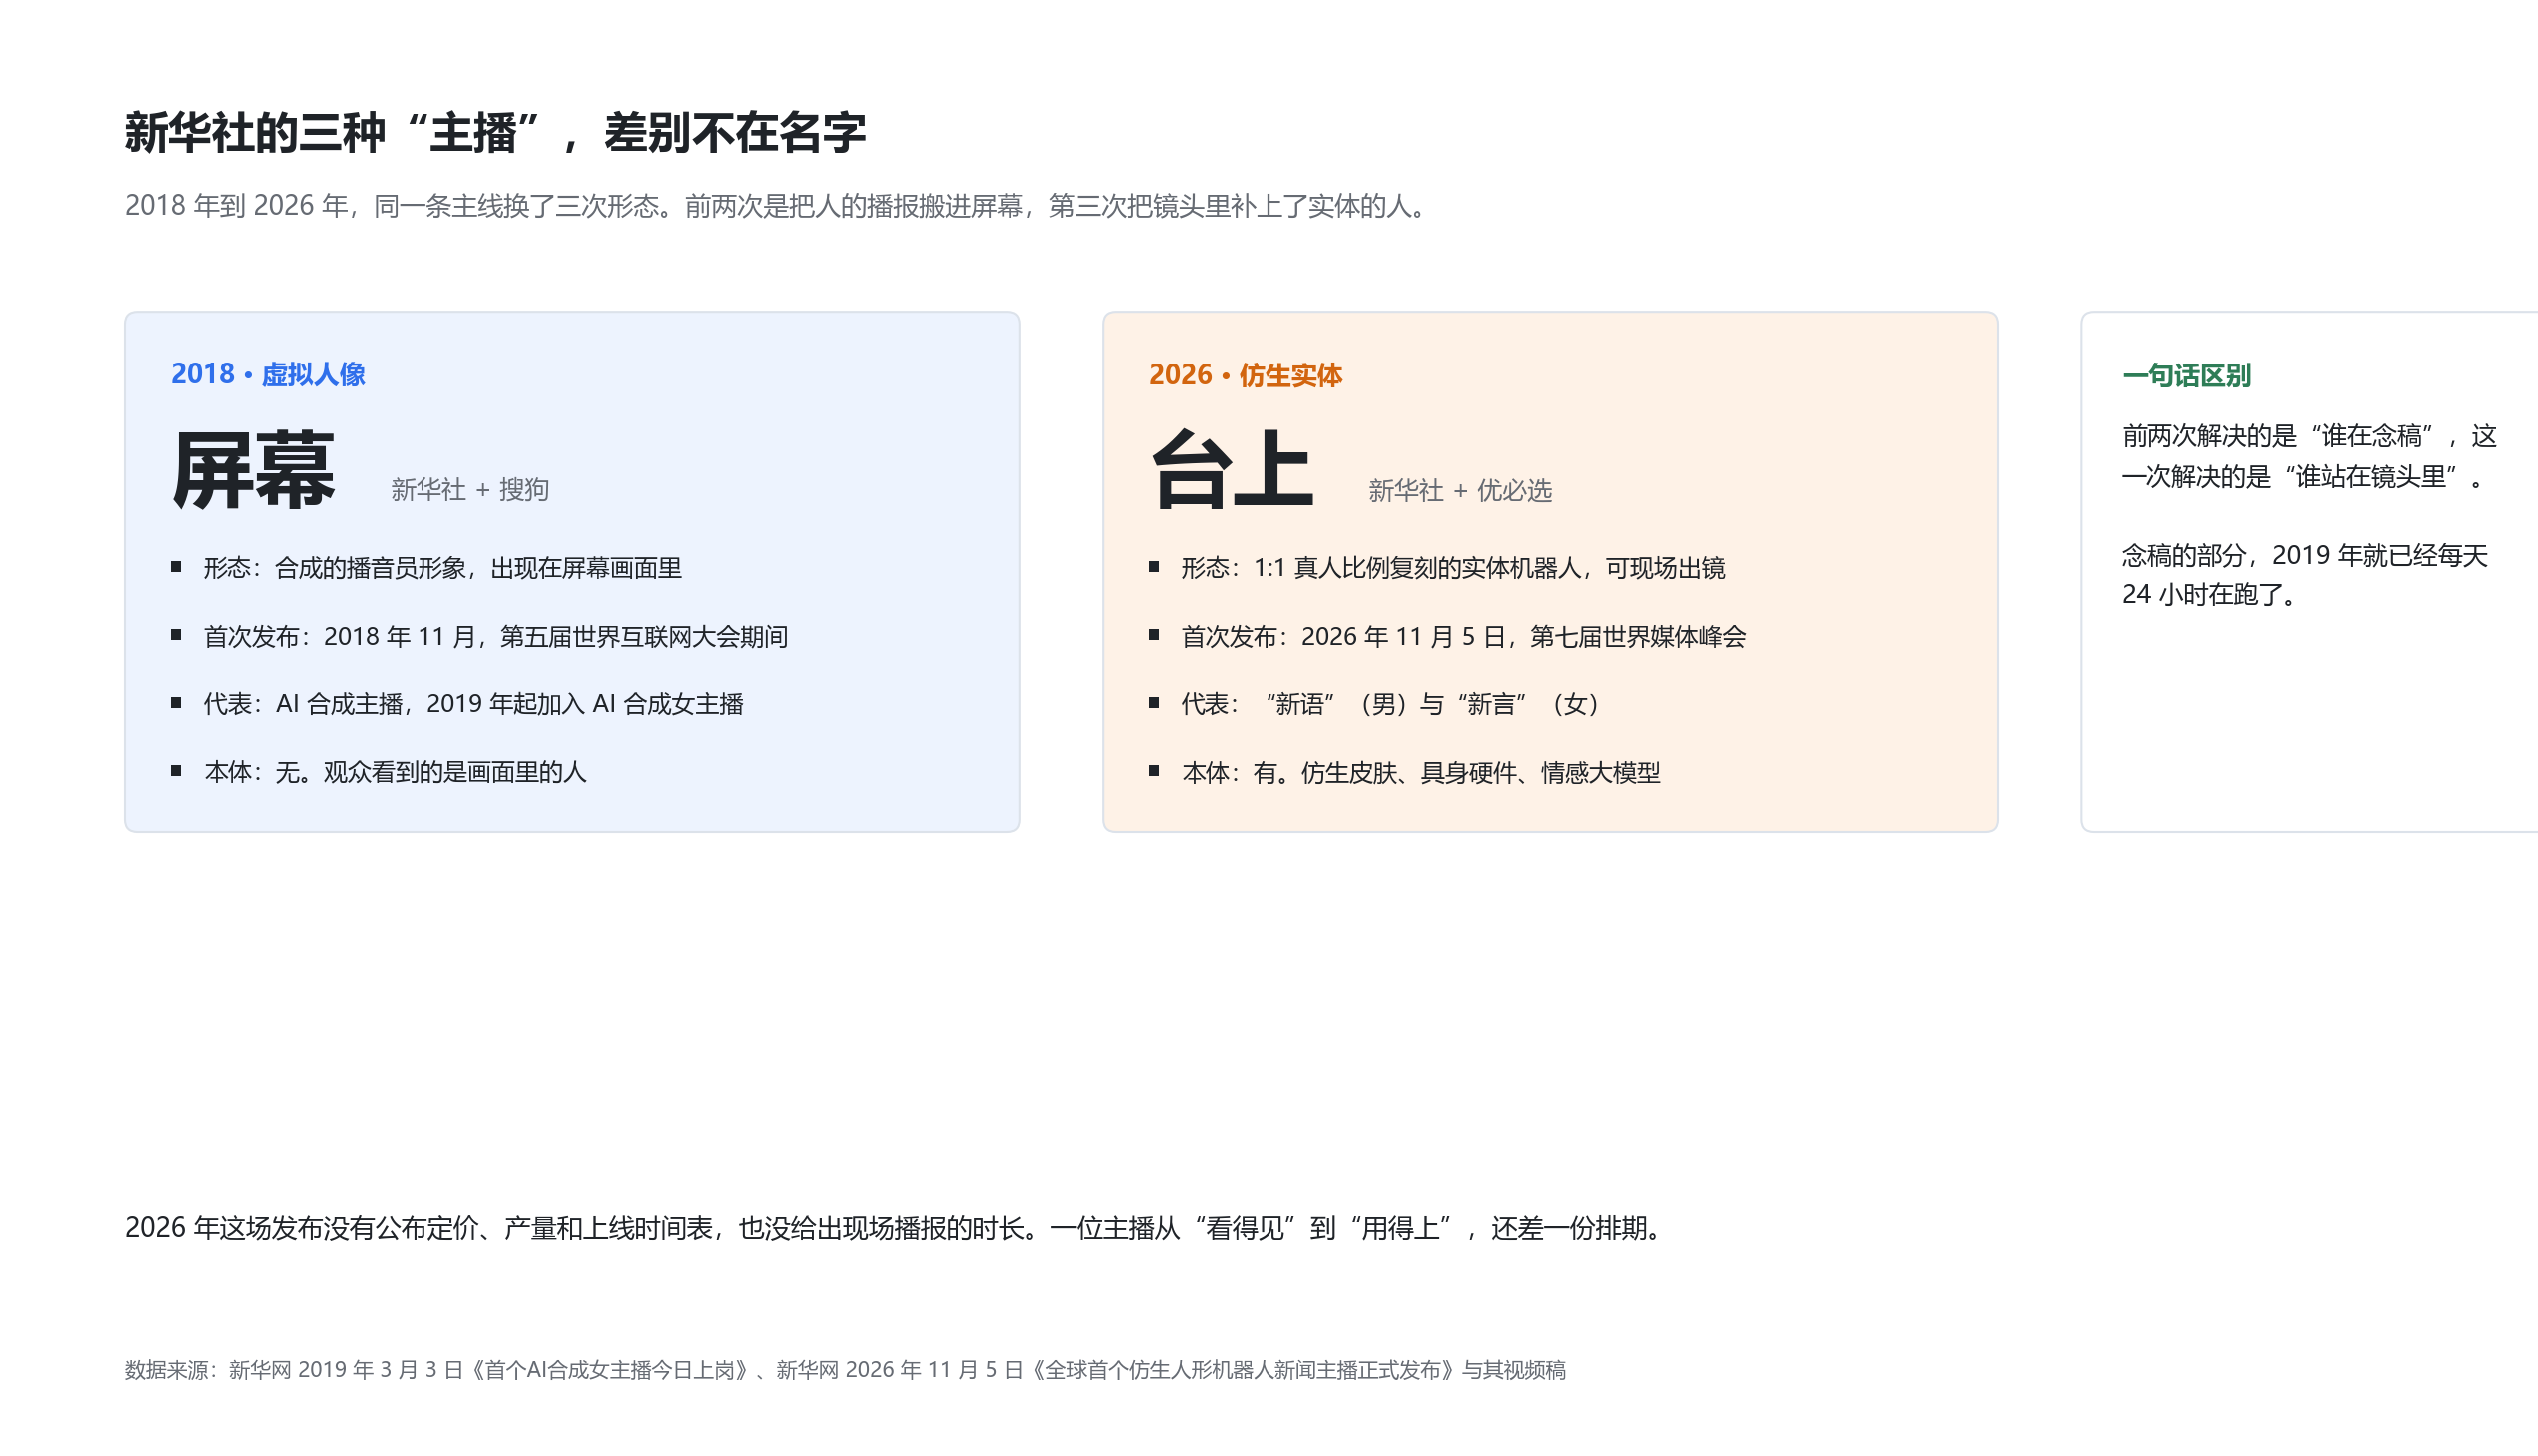 新华社的三种“主播”，差别不在名字
2018 年到 2026 年，同一条主线换了三次形态。前两次是把人的播报搬进屏幕，第三次把镜头里补上了实体的人。
2018 · 虚拟人像
屏幕 新华社 + 搜狗
▪ 形态：合成的播音员形象，出现在屏幕画面里
▪ 首次发布：2018 年 11 月，第五届世界互联网大会期间
▪ 代表：AI 合成主播，2019 年起加入 AI 合成女主播
▪ 本体：无。观众看到的是画面里的人
2026 · 仿生实体
台上 新华社 + 优必选
▪ 形态：1:1 真人比例复刻的实体机器人，可现场出镜
▪ 首次发布：2026 年 11 月 5 日，第七届世界媒体峰会
▪ 代表：“新语”（男）与“新言”（女）
▪ 本体：有。仿生皮肤、具身硬件、情感大模型
一句话区别
前两次解决的是“谁在念稿”，这
一次解决的是“谁站在镜头里”。
念稿的部分，2019 年就已经每天
24 小时在跑了。
2026 年这场发布没有公布定价、产量和上线时间表，也没给出现场播报的时长。一位主播从“看得见”到“用得上”，还差一份排期。
数据来源：新华网 2019 年 3 月 3 日《首个AI合成女主播今日上岗》、新华网 2026 年 11 月 5 日《全球首个仿生人形机器人新闻主播正式发布》与其视频稿